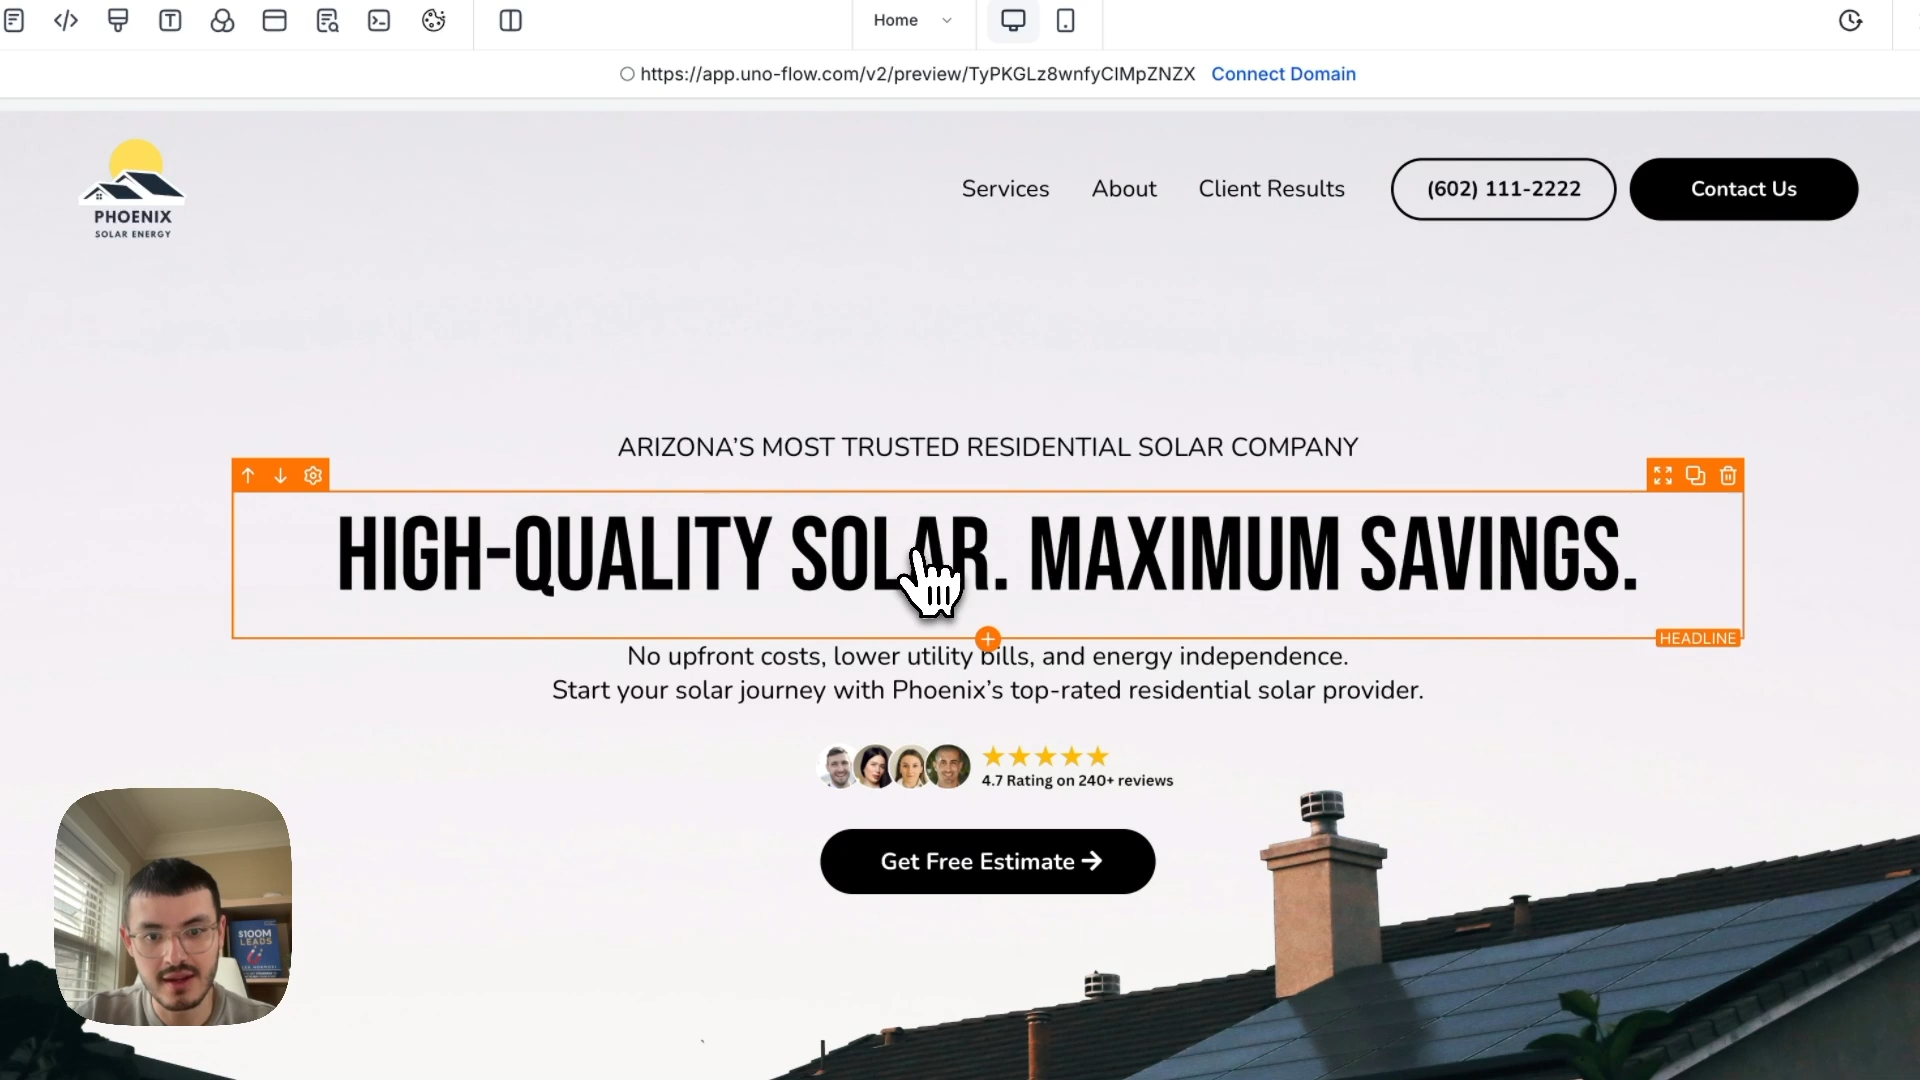 Home
https://app.uno-flow.com/v2/preview/TyPKGLz8wnfyCIMpZNZX Connect Domain
PHOENIX
SOLAR ENERGY
Services About Client Results (602) 111-2222 Contact Us
ARIZONA’S MOST TRUSTED RESIDENTIAL SOLAR COMPANY
HIGH-QUALITY SOLAR. MAXIMUM SAVINGS.
HEADLINE
No upfront costs, lower utility bills, and energy independence.
Start your solar journey with Phoenix’s top-rated residential solar provider.
4.7 Rating on 240+ reviews
Get Free Estimate
$100M
LEADS